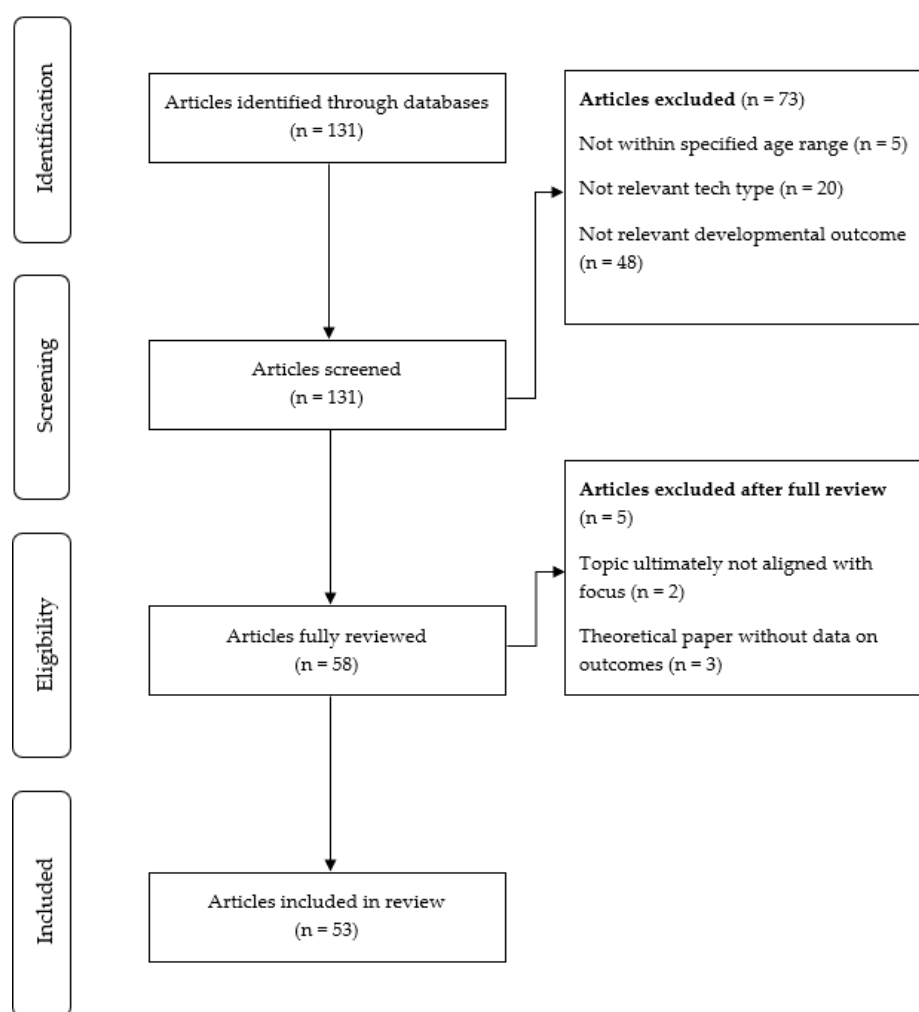 Identification
Articles identified through databases
(n = 131)
Articles excluded (n = 73)
Not within specified age range (n = 5)
Not relevant tech type (n = 20)
Not relevant developmental outcome
(n = 48)
Screening
Articles screened
(n = 131)
Eligibility
Articles fully reviewed
(n = 58)
Articles excluded after full review
(n = 5)
Topic ultimately not aligned with
focus (n = 2)
Theoretical paper without data on
outcomes (n = 3)
Included
Articles included in review
(n = 53)